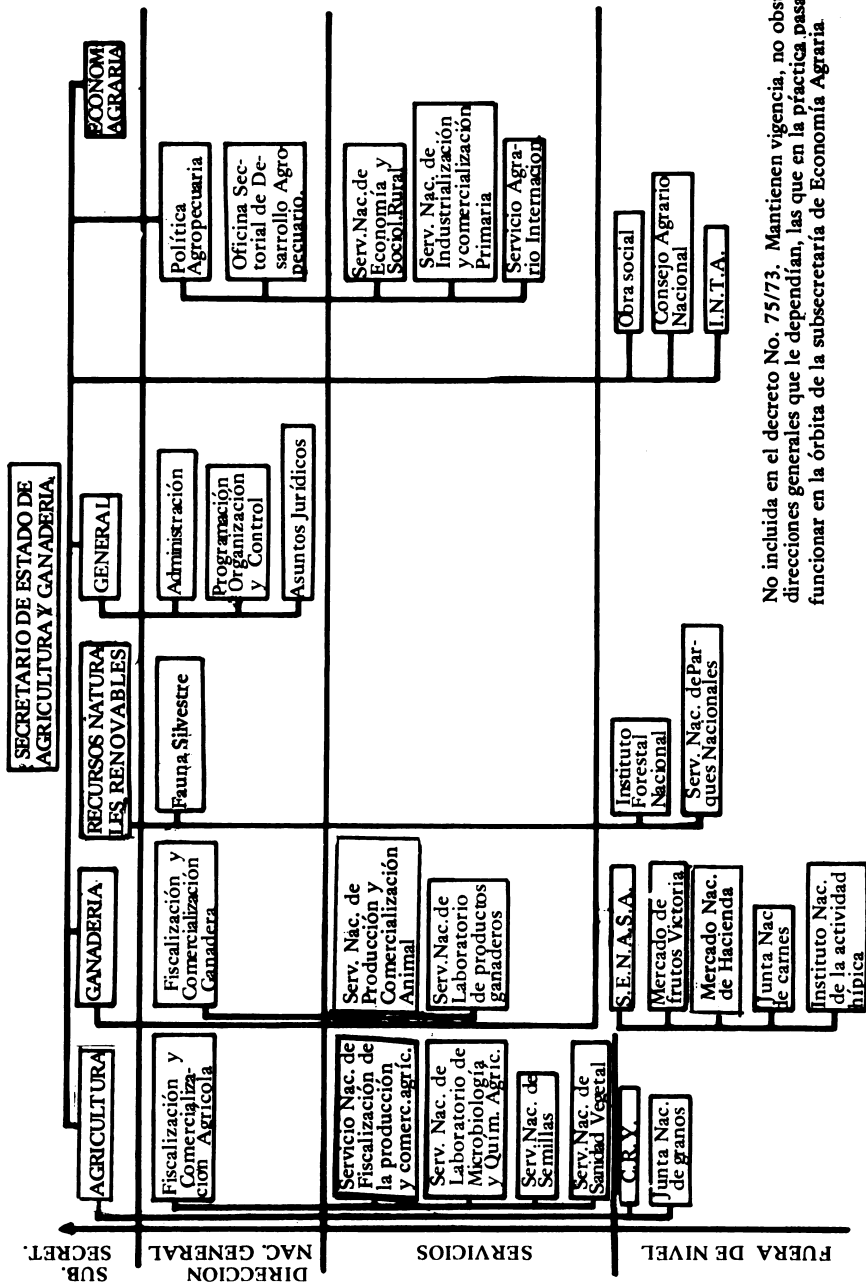 SECRETARIO DE ESTADO DE
AGRICULTURA Y GANADERIA
AGRICULTURA
GANADERIA
RECURSOS NATURA
LES RENOVABLES
GENERAL
ECONOM
AGRARIA
SUB.
SECRET.
Fiscalización y
Comercializa-
ción Agrícola
Fiscalización y
Comercialización
Ganadera
Fauna Silvestre
Administración
Programación
Organización
y Control
Asuntos Jurídicos
Política
Agropecuaria
Oficina Sec-
torial de De-
sarrollo Agro
pecuario.
DIRECCION
NAC. GENERAL
Servicio Nac. de
Fiscalización de
la producción
y comerc.agríc.
Serv. Nac. de
Laboratorio de
Microbiología
y Quím. Agríc.
Serv.Nac. de
Semillas
Serv.Nac. de
Sanidad Vegetal
Serv. Nac. de
Producción y
Comercialización
Animal
Serv.Nac.de
Laboratorio
de productos
ganaderos
Serv.Nac.de
Economía y
Sociol.Rural
Serv. Nac. de
Industrialización
y comercialización
Primaria
Servicio Agra-
rio Internacion.
SERVICIOS
C.R.Y.
Junta Nac.
de granos
S.E.N.A.S.A.
Mercado de
frutos Victoria
Mercado Nac.
de Hacienda
Junta Nac
de carnes
Instituto Nac.
de la actividad
hípica
Instituto
Forestal
Nacional
Serv. Nac. de Par-
ques Nacionales
Obra social
Consejo Agrario
Nacional
I.N.T.A.
FUERA DE NIVEL
No incluida en el decreto No. 75/73. Mantienen vigencia, no obs
direcciones generales que le dependían, las que en la práctica pasa
funcionar en la órbita de la subsecretaría de Economía Agraria